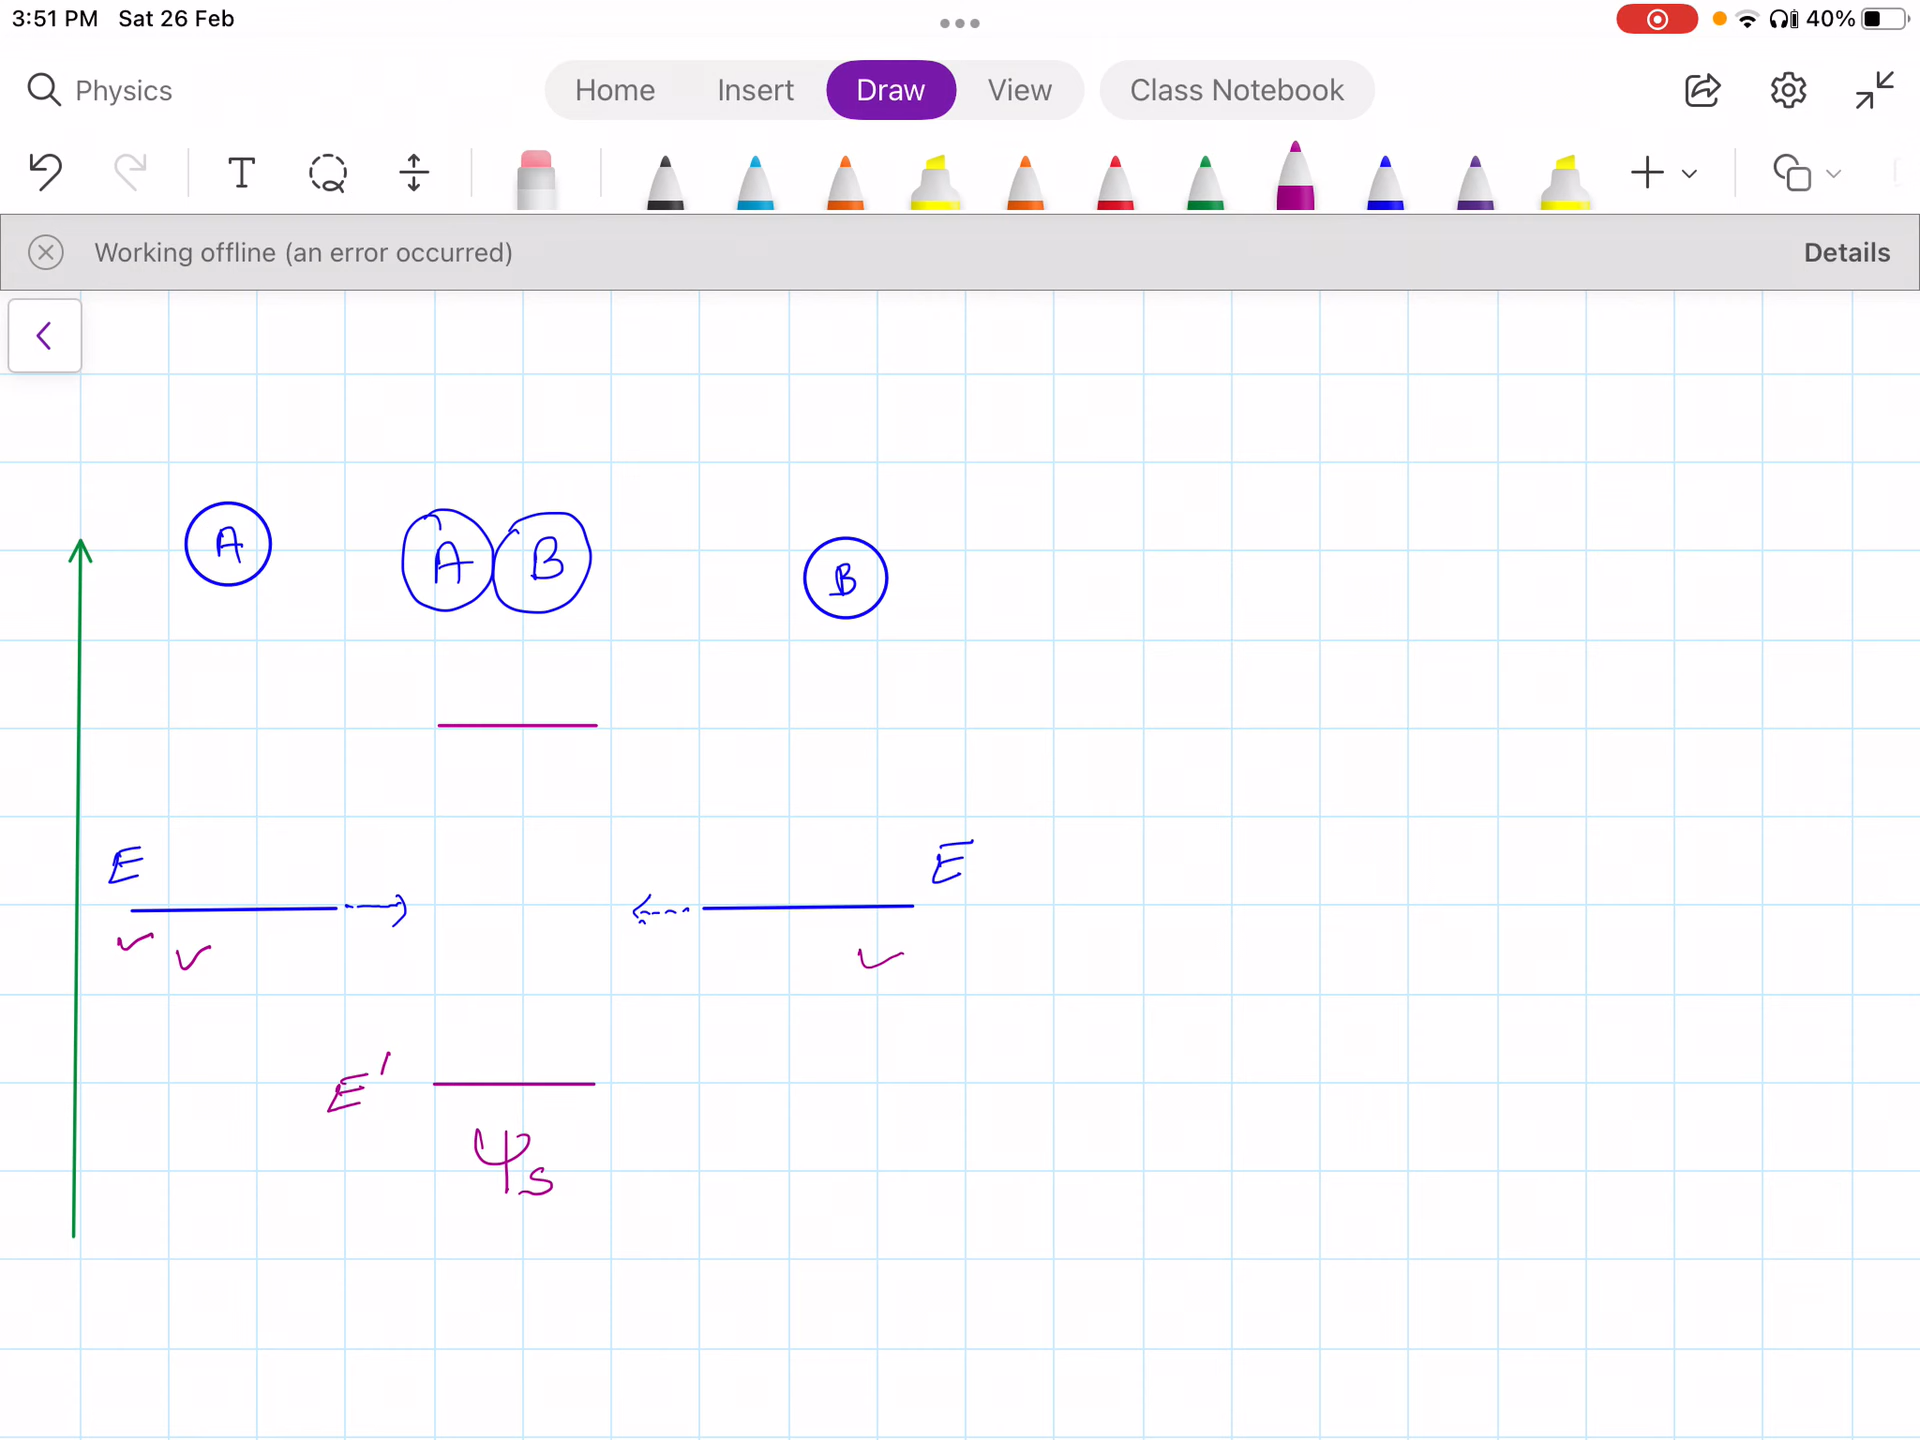 3:51 PM Sat 26 Feb
40%
Physics
Home Insert Draw View Class Notebook
T
Working offline (an error occurred) Details
A A B B
E E
E'
Ψs